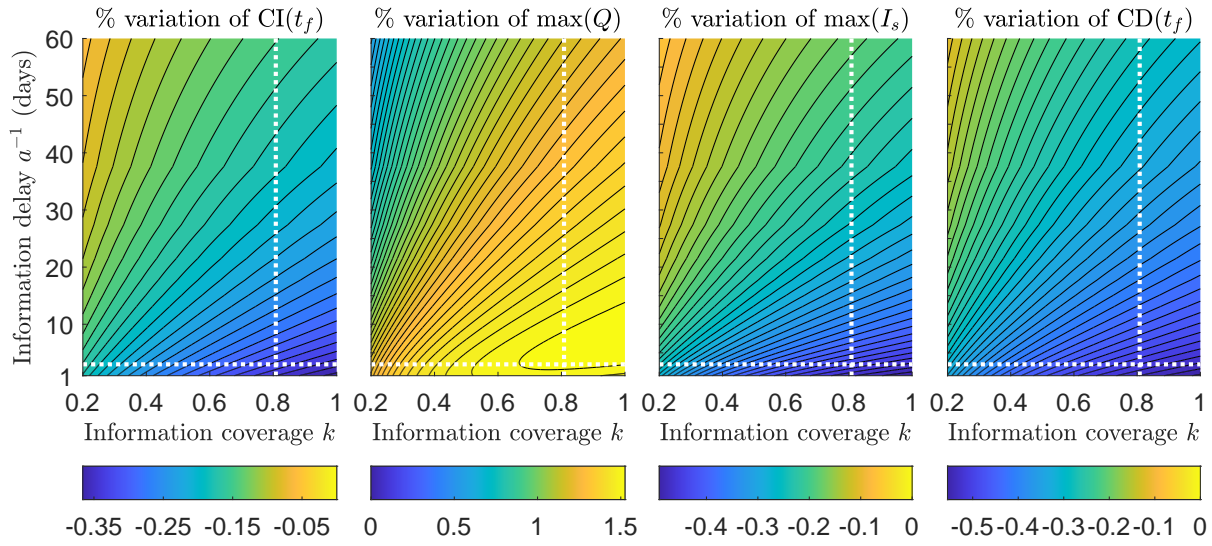 % variation of CI(t_f) % variation of max(Q) % variation of max(I_s) % variation of CD(t_f)
Information delay a⁻¹ (days)
60
50
40
30
20
10
1
0.2 0.4 0.6 0.8 1 0.2 0.4 0.6 0.8 1 0.2 0.4 0.6 0.8 1 0.2 0.4 0.6 0.8 1
Information coverage k Information coverage k Information coverage k Information coverage k
-0.35 -0.25 -0.15 -0.05 0 0.5 1 1.5 -0.4 -0.3 -0.2 -0.1 0 -0.5 -0.4 -0.3 -0.2 -0.1 0